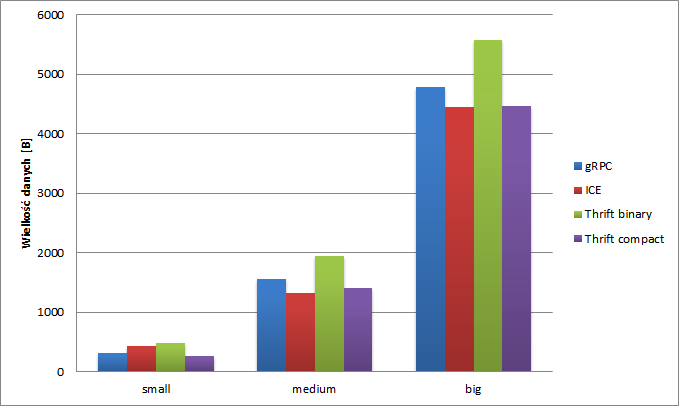 6000
5000
4000
3000
2000
1000
0
Wielkość danych [B]
small medium big
gRPC
ICE
Thrift binary
Thrift compact